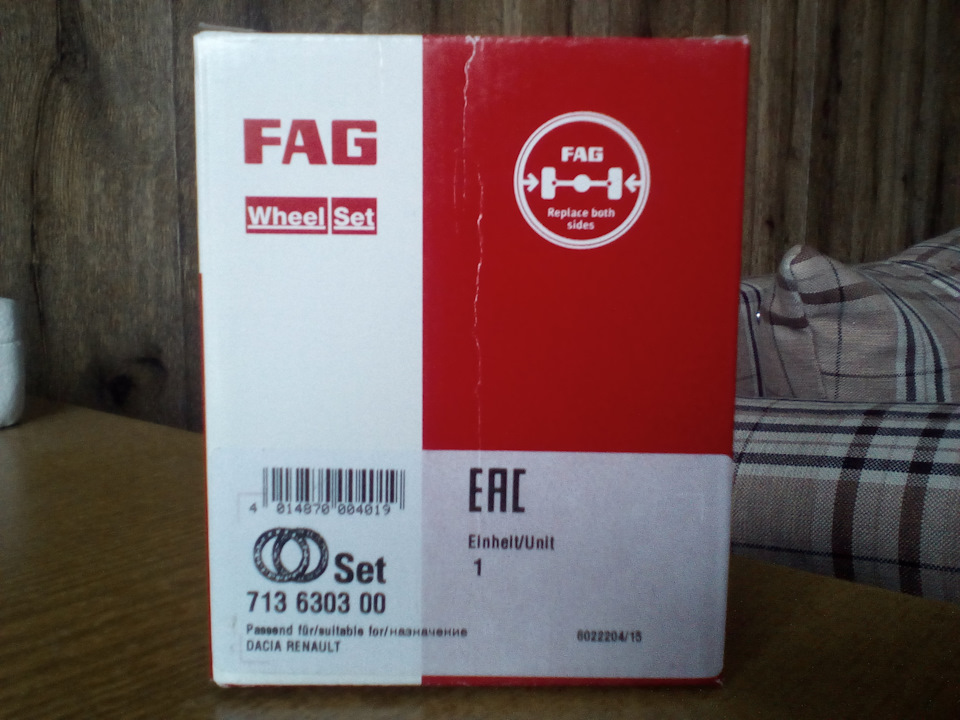 FAG
Wheel Set
FAG
Replace both
sides
4 014870 004019
Set
713 6303 00
Passend für/suitable for/назначение
DACIA RENAULT
EAC
Einheit/Unit
1
6022204/15